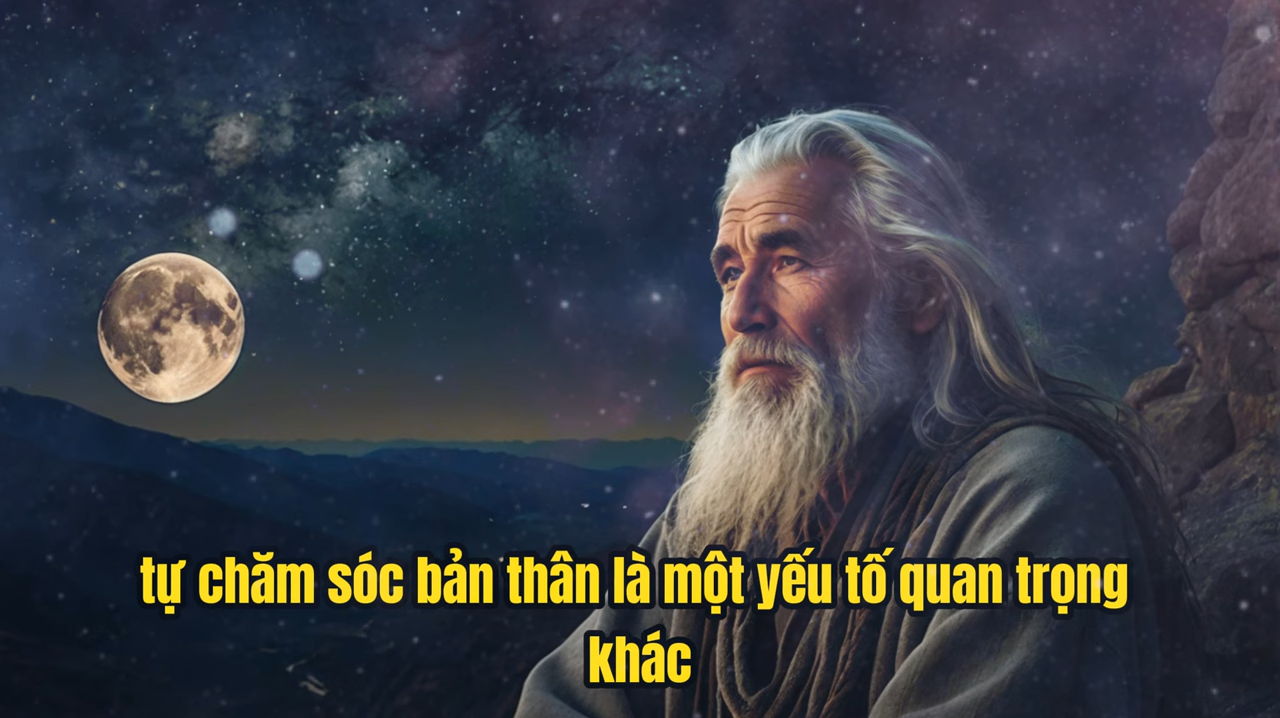 tự chăm sóc bản thân là một yếu tố quan trọng
khác